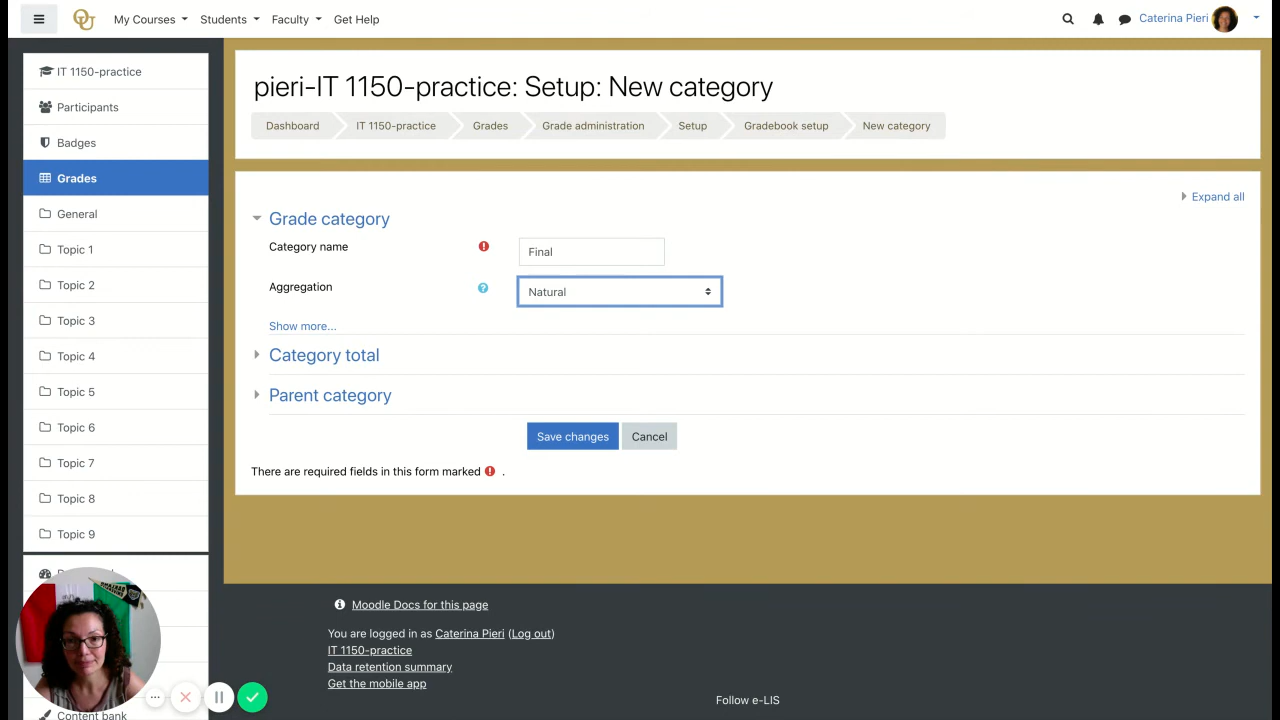 My Courses
Students
Faculty
Get Help
Caterina Pieri
IT 1150-practice
Participants
Badges
Grades
General
Topic 1
Topic 2
Topic 3
Topic 4
Topic 5
Topic 6
Topic 7
Topic 8
Topic 9
Content bank
pieri-IT 1150-practice: Setup: New category
Dashboard
IT 1150-practice
Grades
Grade administration
Setup
Gradebook setup
New category
Expand all
Grade category
Category name
Final
Aggregation
Natural
Show more...
Category total
Parent category
Save changes
Cancel
There are required fields in this form marked .
Moodle Docs for this page
You are logged in as Caterina Pieri (Log out)
IT 1150-practice
Data retention summary
Get the mobile app
Follow e-LIS